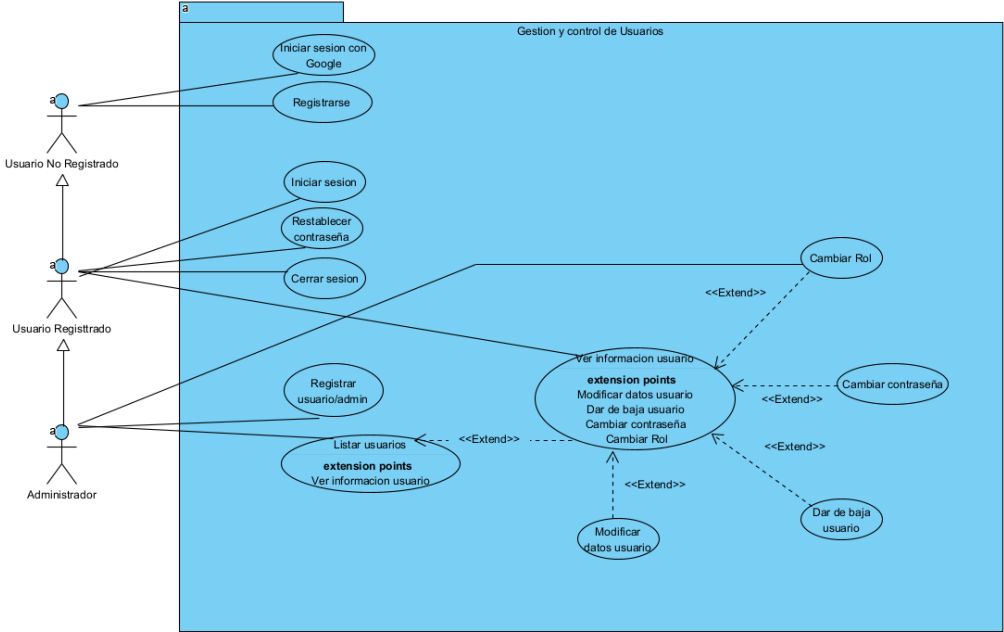 a
Gestion y control de Usuarios
Iniciar sesion con
Google
Registrarse
a
Usuario No Registrado
Iniciar sesion
Restablecer
contraseña
Cerrar sesion
a
Usuario Registtrado
Cambiar Rol
<<Extend>>
Ver informacion usuario
extension points
Modificar datos usuario
Dar de baja usuario
Cambiar contraseña
Cambiar Rol
Cambiar contraseña
<<Extend>>
Registrar
usuario/admin
a
Administrador
Listar usuarios
extension points
Ver informacion usuario
<<Extend>>
<<Extend>>
<<Extend>>
Dar de baja
usuario
Modificar
datos usuario